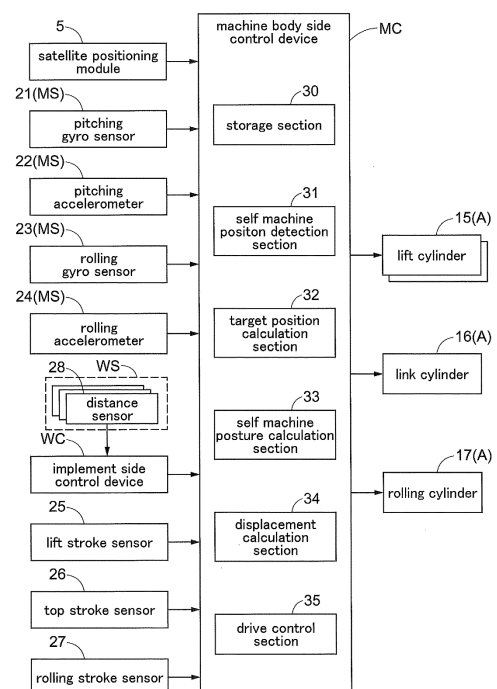 machine body side
control device
MC
5
satellite positioning
module
21(MS)
pitching
gyro sensor
22(MS)
pitching
accelerometer
23(MS)
rolling
gyro sensor
24(MS)
rolling
accelerometer
WS
28
distance
sensor
WC
implement side
control device
25
lift stroke sensor
26
top stroke sensor
27
rolling stroke sensor
30
storage section
31
self machine
positon detection
section
32
target position
calculation
section
33
self machine
posture calculation
section
34
displacement
calculation
section
35
drive control
section
15(A)
lift cylinder
16(A)
link cylinder
17(A)
rolling cylinder